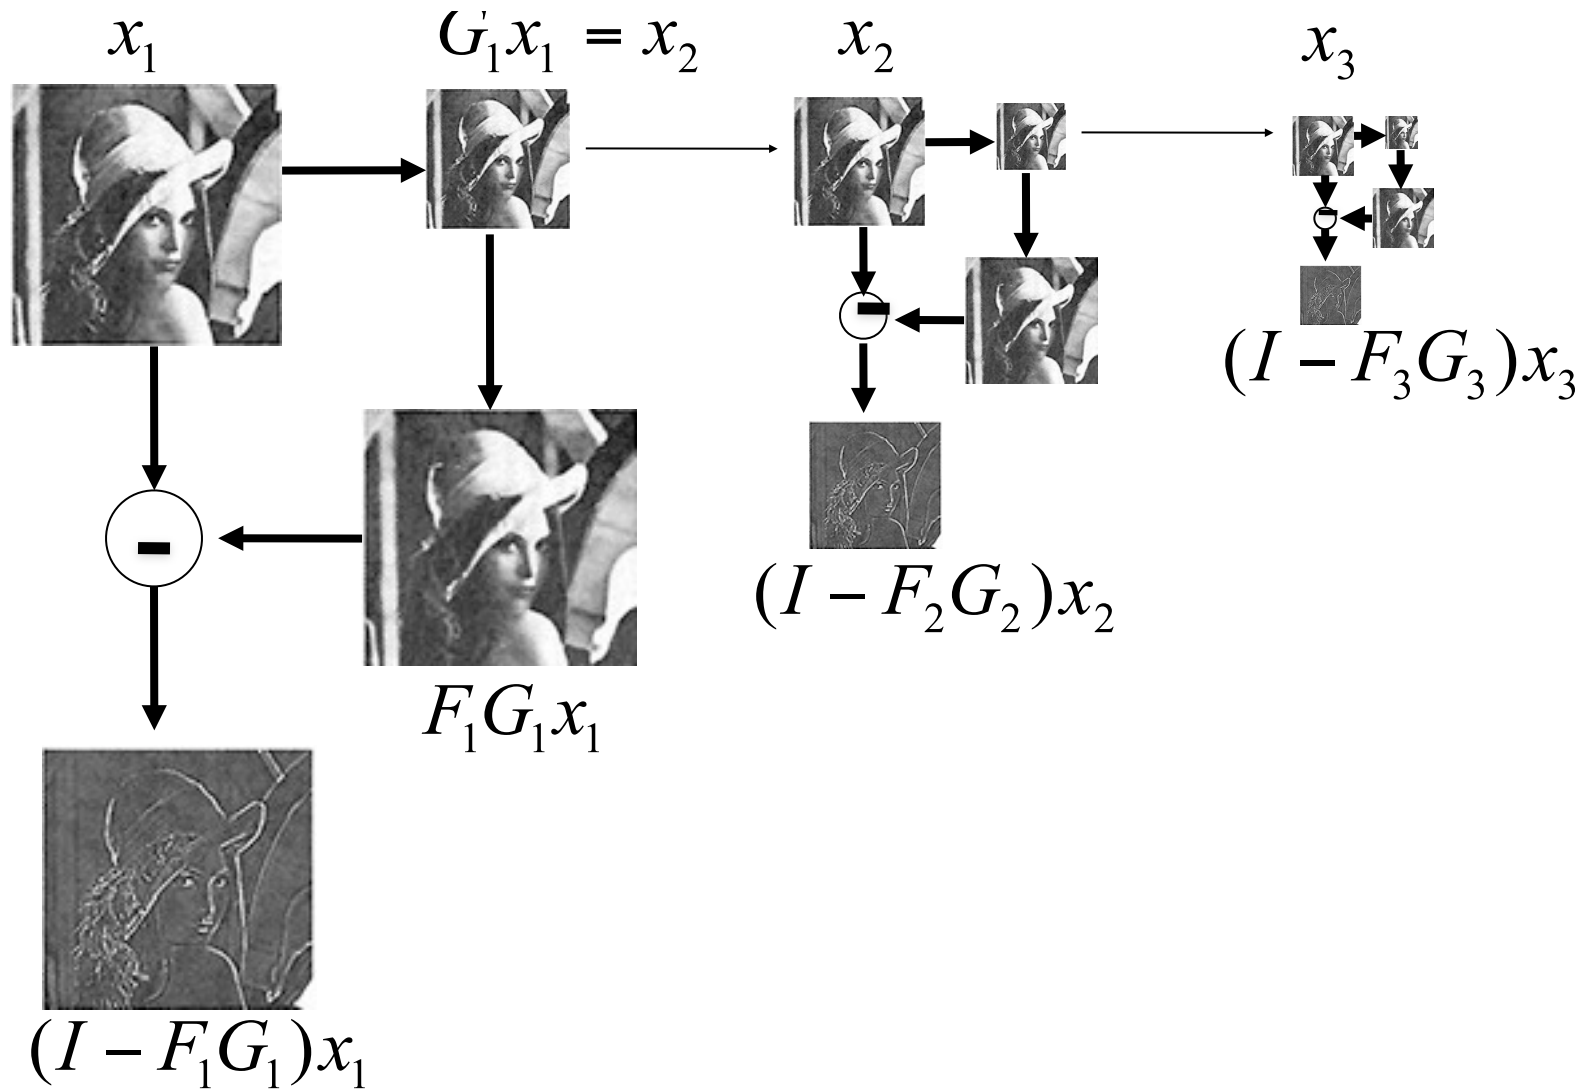 x₁
G₁x₁ = x₂
x₂
x₃
-
-
-
(I − F₃G₃)x₃
(I − F₂G₂)x₂
F₁G₁x₁
(I − F₁G₁)x₁